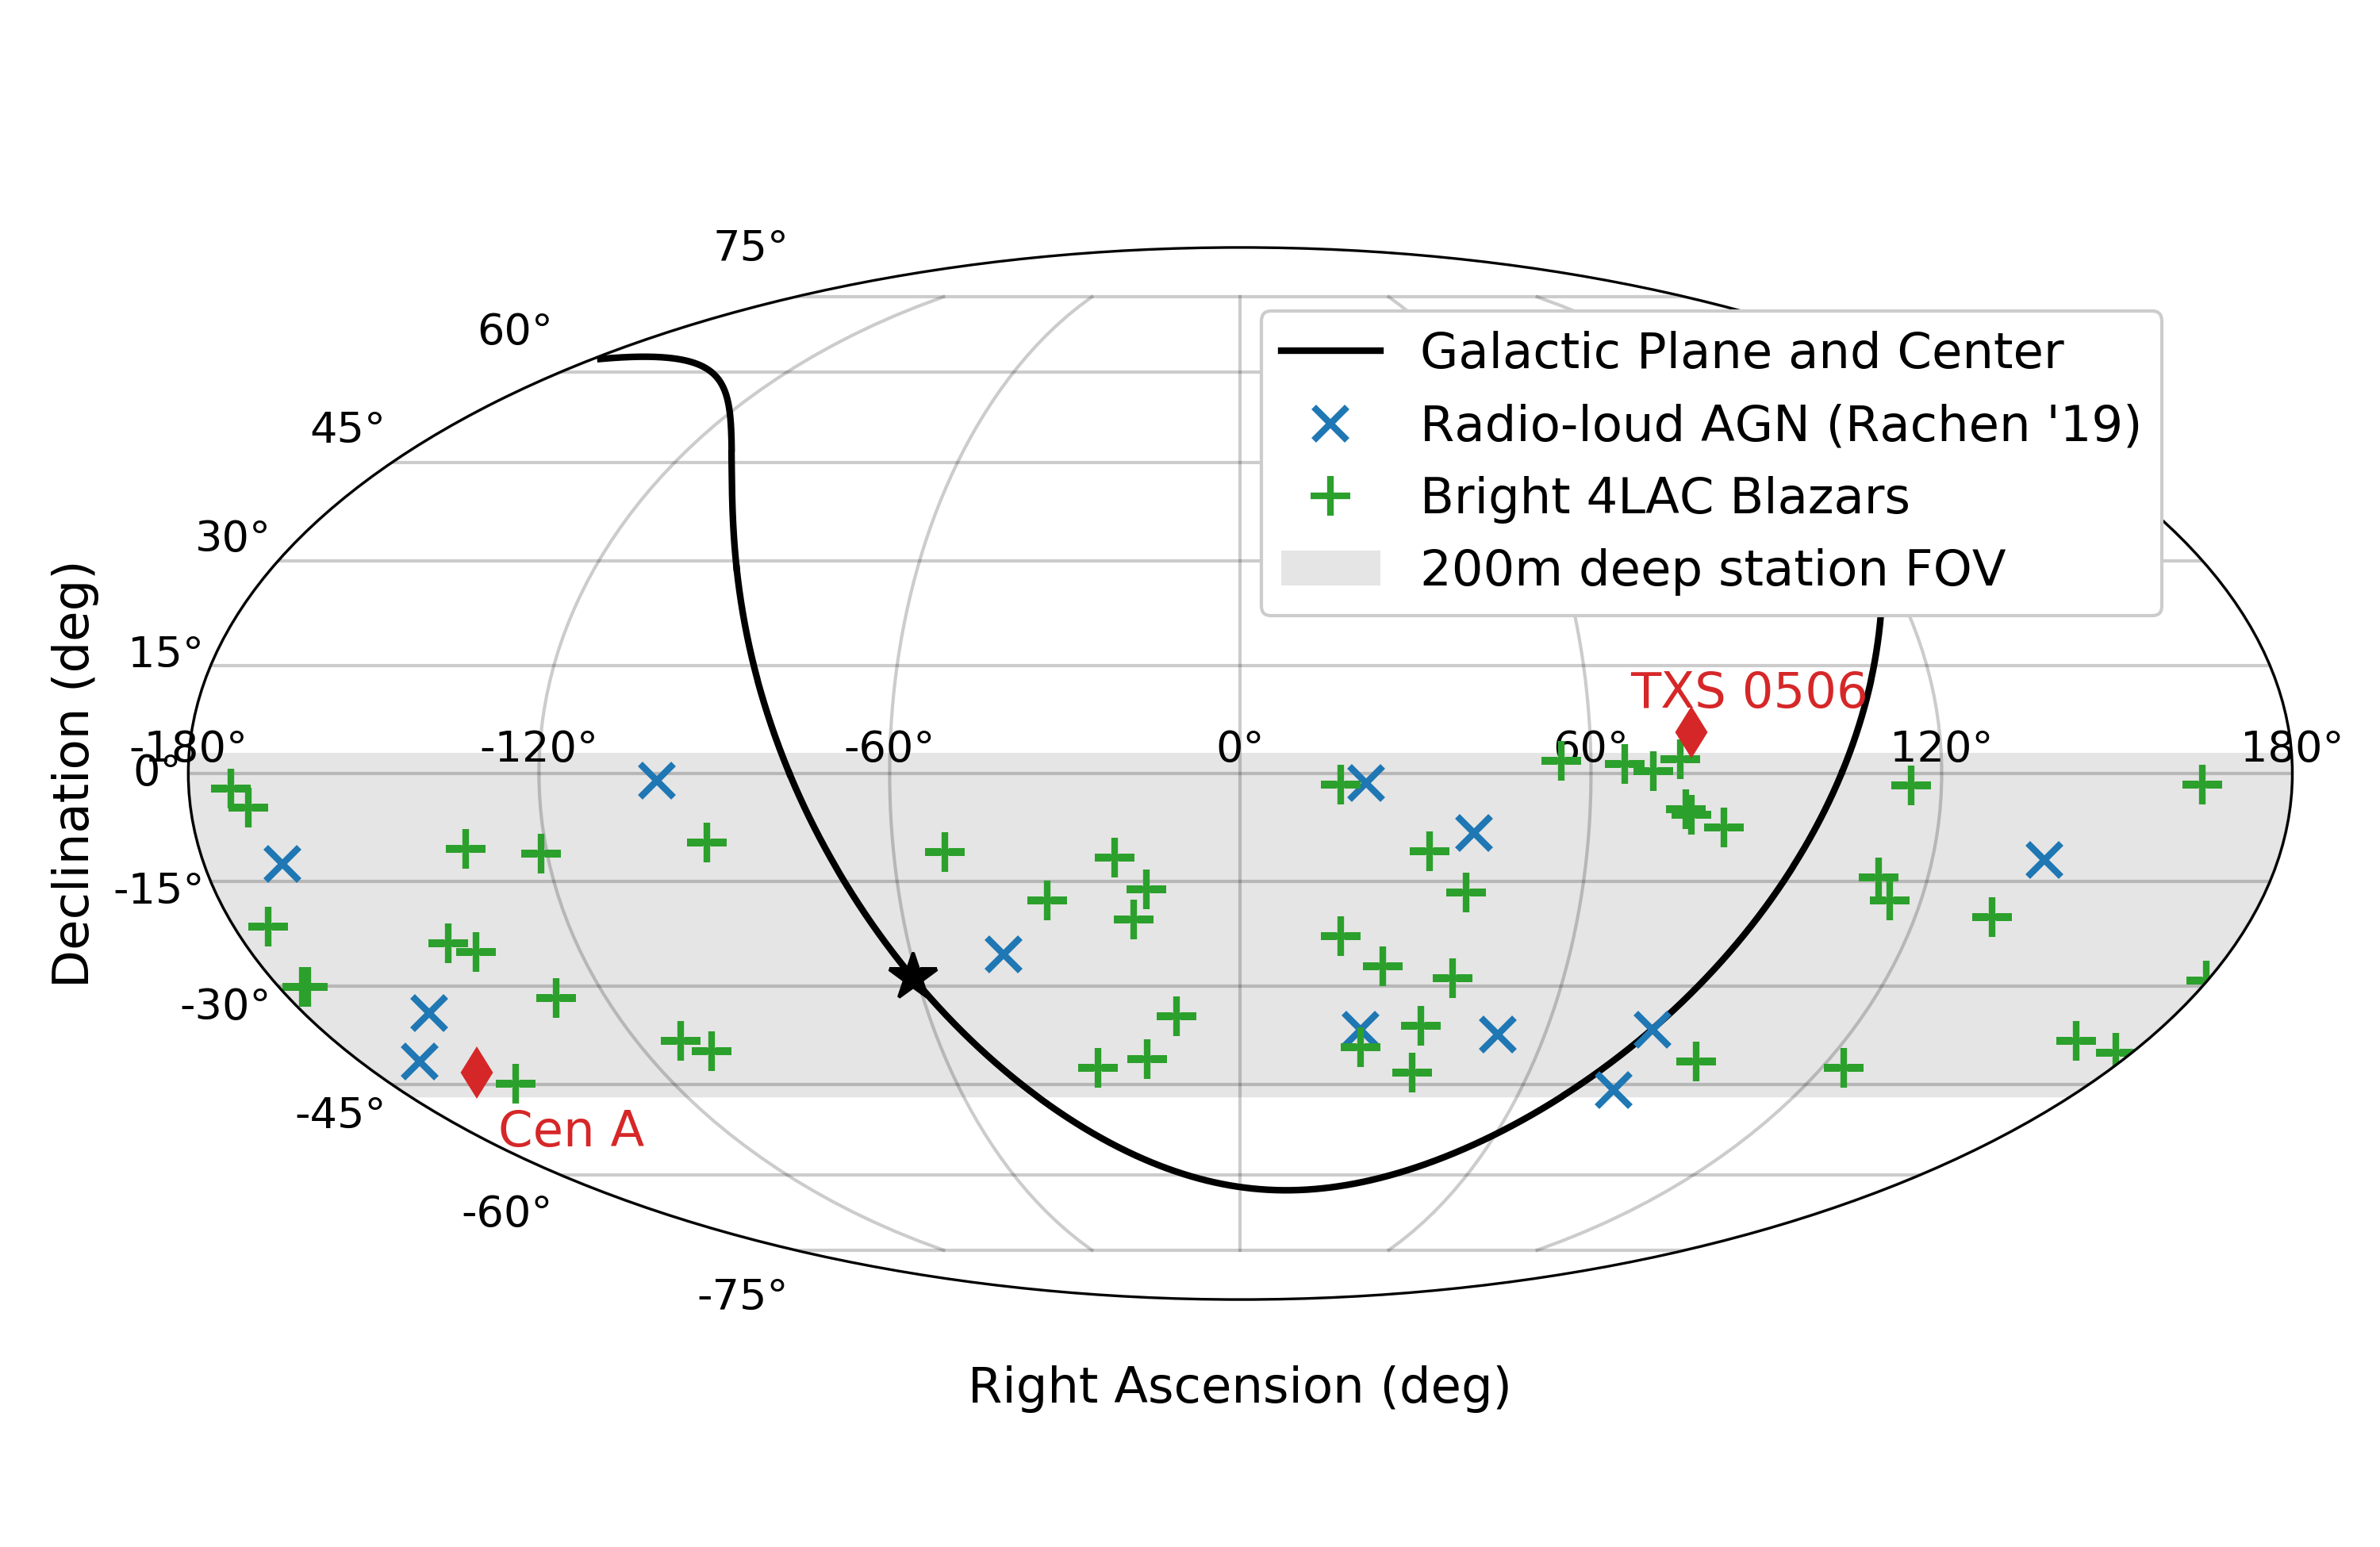 75°
60°
45°
30°
15°
0°
-15°
-30°
-45°
-60°
-75°
-180°
-120°
-60°
0°
60°
120°
180°
Galactic Plane and Center
Radio-loud AGN (Rachen '19)
Bright 4LAC Blazars
200m deep station FOV
TXS 0506
Cen A
Declination (deg)
Right Ascension (deg)